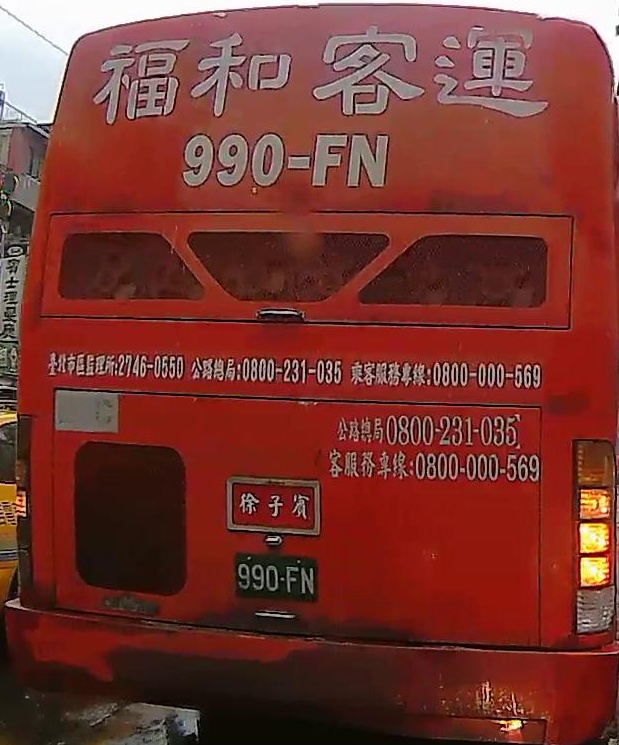 福和客運
990-FN
臺北市區監理所:2746-0550 公路總局:0800-231-035 乘客服務專線:0800-000-569
公路總局0800-231-035
客服務專線:0800-000-569
徐子賓
990-FN